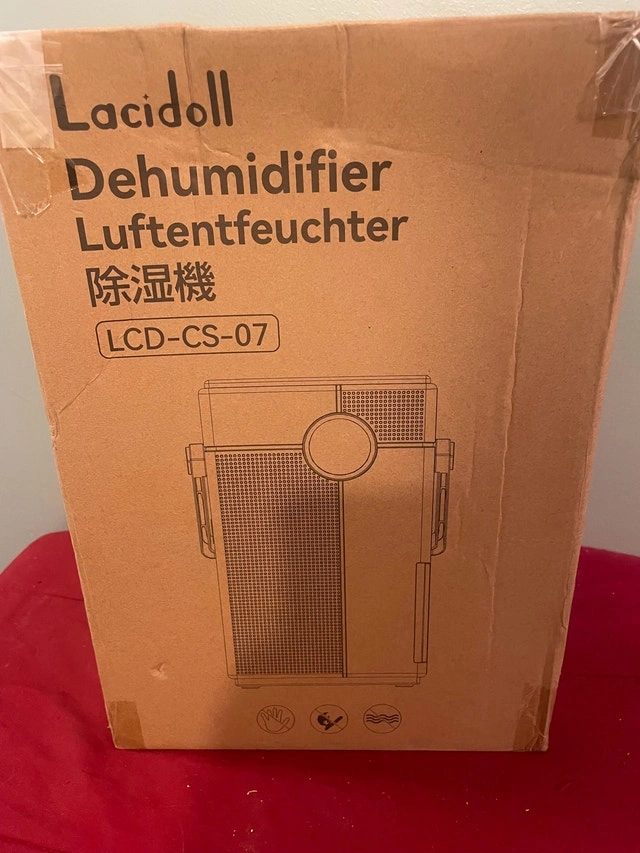 Lacidoll
Dehumidifier
Luftentfeuchter
除湿機
LCD-CS-07